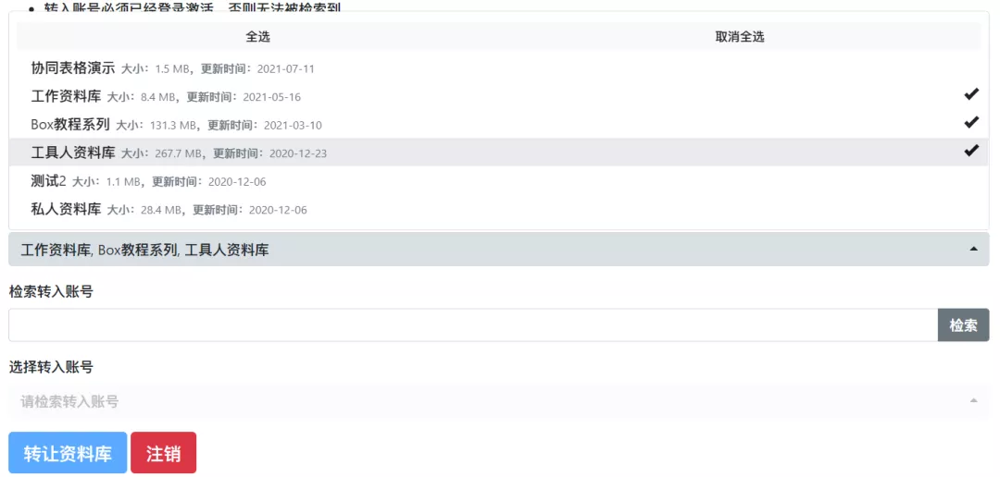 • 转入账号必须已经登录激活，否则无法被检索到
全选 取消全选
协同表格演示 大小：1.5 MB，更新时间：2021-07-11
工作资料库 大小：8.4 MB，更新时间：2021-05-16
Box教程系列 大小：131.3 MB，更新时间：2021-03-10
工具人资料库 大小：267.7 MB，更新时间：2020-12-23
测试2 大小：1.1 MB，更新时间：2020-12-06
私人资料库 大小：28.4 MB，更新时间：2020-12-06
工作资料库, Box教程系列, 工具人资料库
检索转入账号
检索
选择转入账号
请检索转入账号
转让资料库 注销